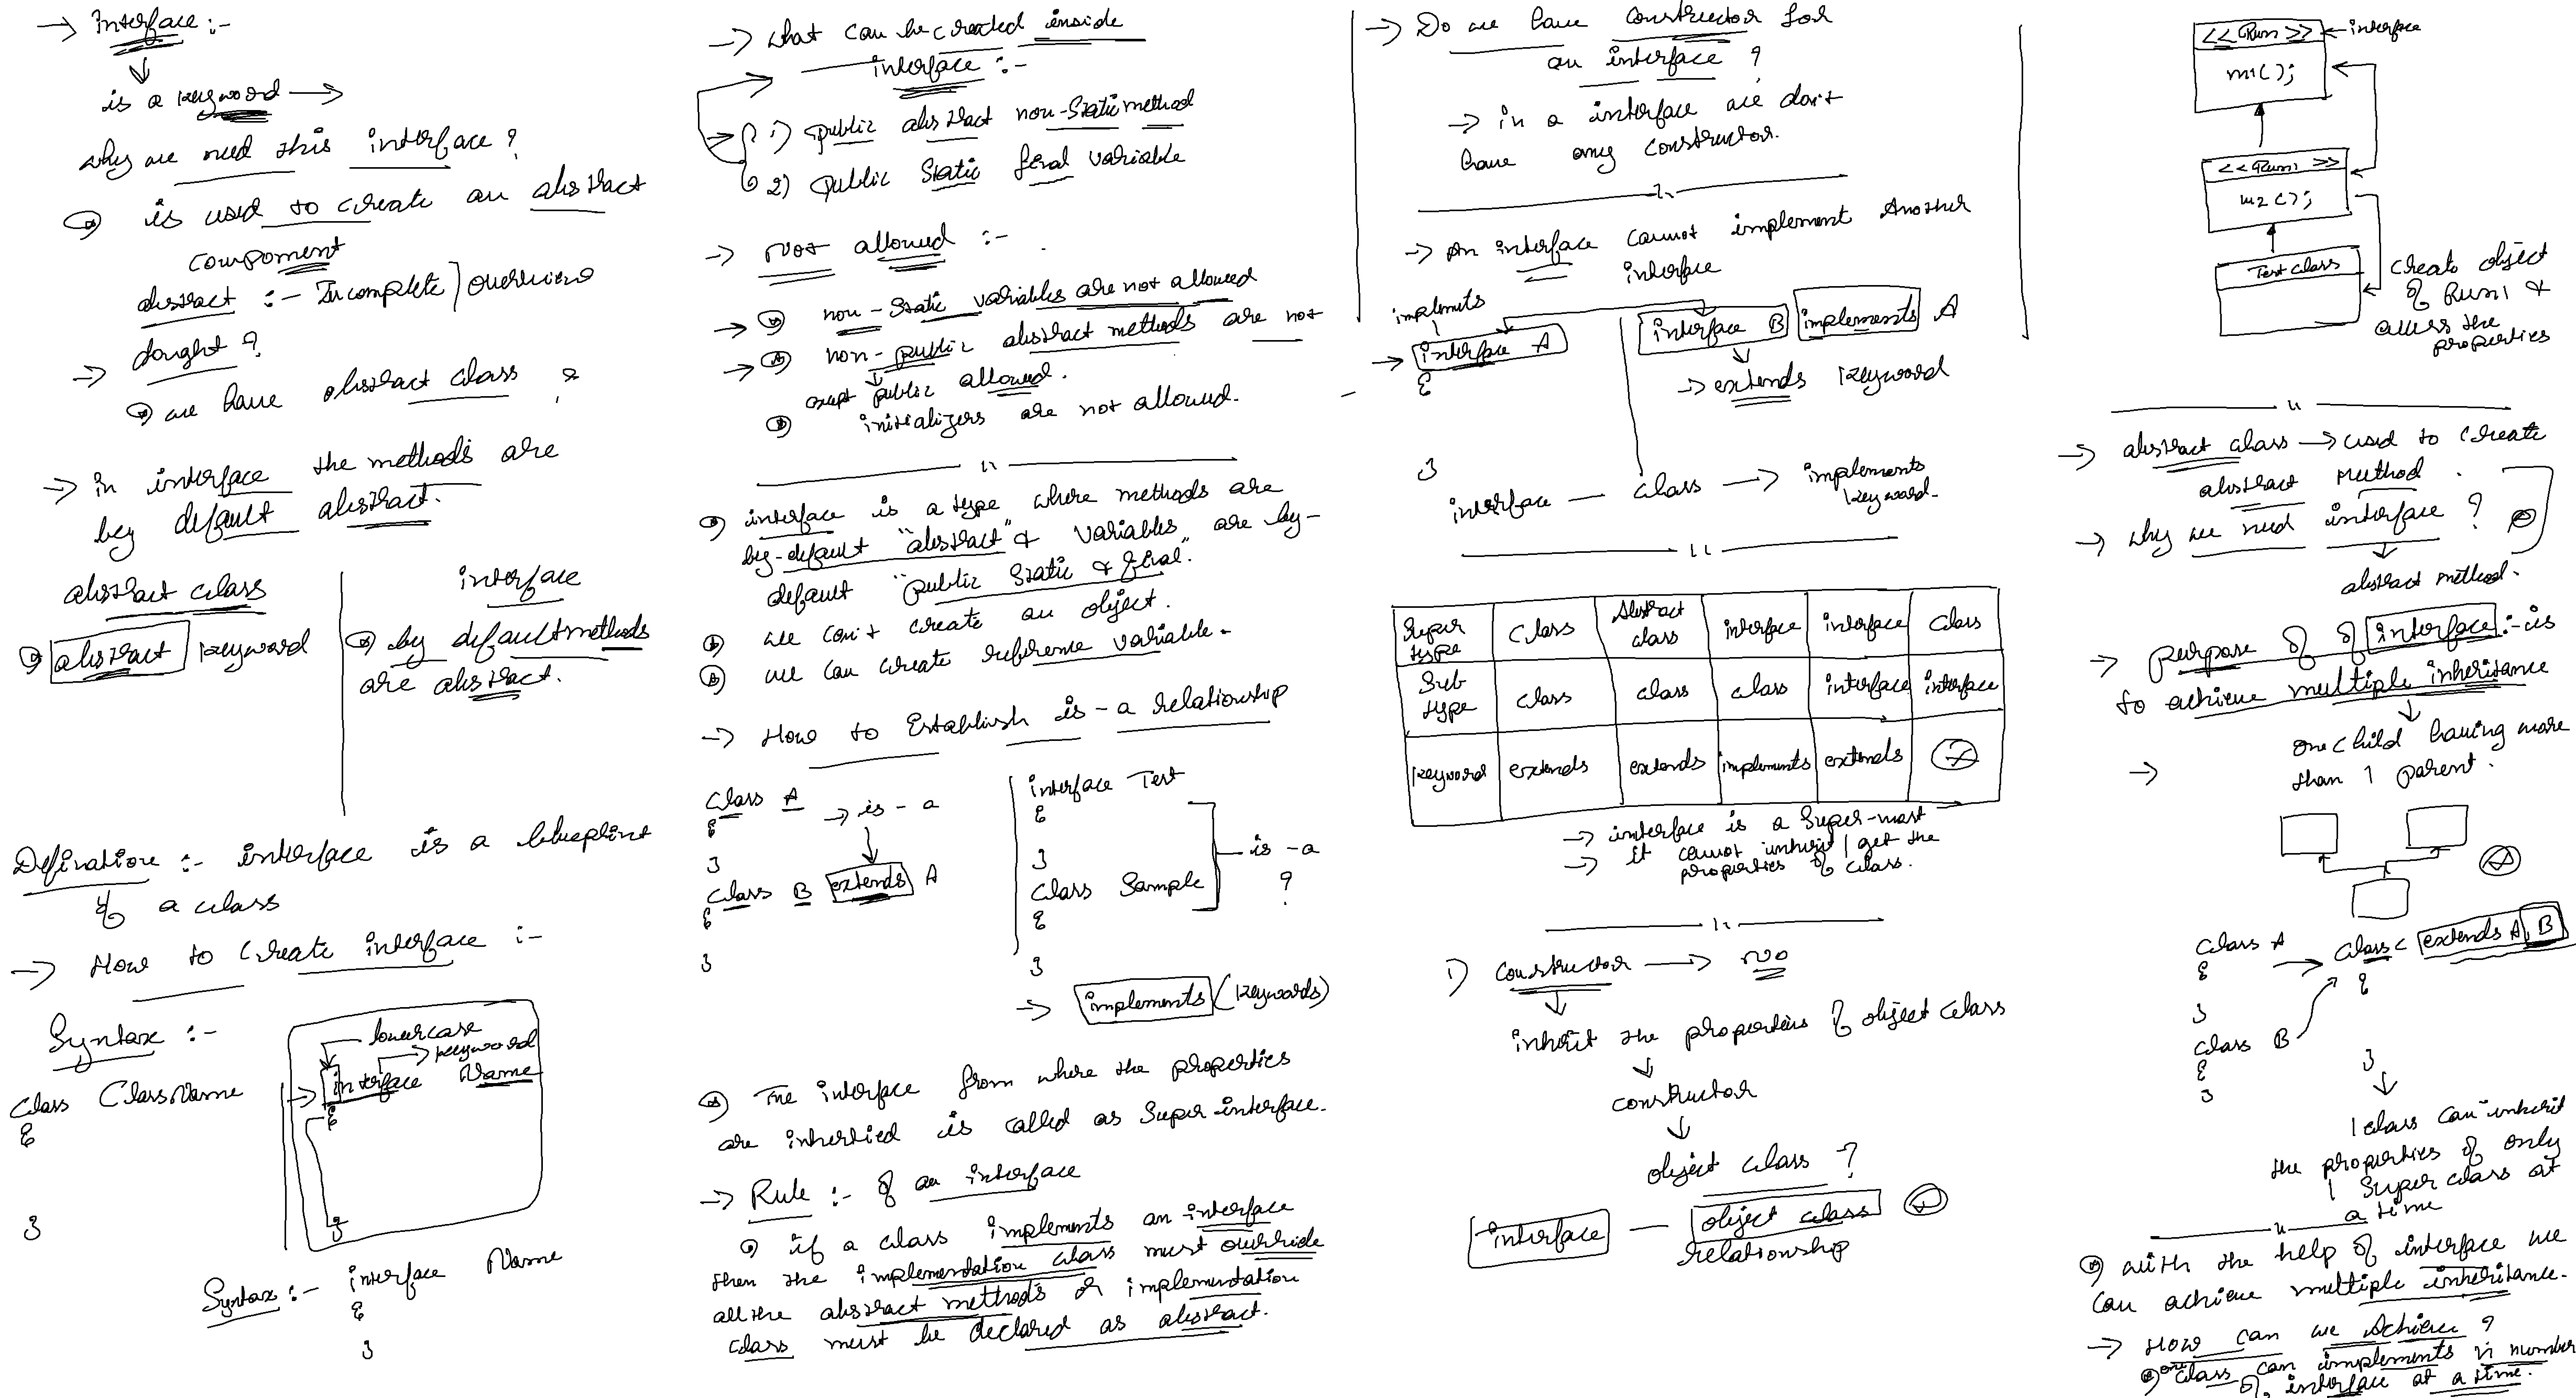 → Interface :-
is a keyword →
why we need this interface ?
is used to create an abstract
component
abstract :- Incomplete / overview
→ dought ?
we have abstract class ?
→ in interface the methods are
by default abstract.
abstract class
abstract keyword
interface
by default methods
are abstract.
Defination :- interface is a blueprint
of a class
→ How to create interface :-
Syntax :-
class ClassName
{
}
lowercase
→ keyword
→ interface Name
{
}
Syntax :- interface Name
{
}
→ what can be created inside
interface :-
1) public abstract non-static method
2) public static final variable
→ Not allowed :-
→ non-static variables are not allowed
→ non-public abstract methods are not
except public allowed.
initializers are not allowed.
interface is a type where methods are
by-default "abstract" & variables are by-
default "public static & final."
we can't create an object.
we can create reference variable.
→ How to Establish is-a relationship
class A
{
→ is-a
}
class B extends A
{
}
interface Test
{
}
class Sample
{
}
is-a
?
→ implements (keywords)
The interface from where the properties
are inhertied is called as super interface.
→ Rule :- of an interface
if a class implements an interface
then the implementation class must override
all the abstract methods or implementation
class must be declared as abstract.
→ Do we have constructor for
an interface ?
→ in a interface we don't
have any constructor.
→ An interface cannot implement Another
interface
implemts
→ interface A
{
}
interface B implements A
→ extends keyword
interface — class → implements
keyword.
Super type class Abstract class interface interface class
Sub type class class class interface interface
keyword extends extends implements extends x
→ interface is a super-most
→ it cannot inherit / get the
properties of class.
1) constructor → NO
inherit the properties of object class
constructor
object class ?
interface — object class
relationship
<<Run>> ← interface
m1();
<<Run1>>
m2();
Test class
create object
of Run1 &
access the
properties
→ abstract class → used to create
abstract method.
→ why we need interface ?
abstract method.
→ purpose of of interface :- is
to achieve multiple inheritance
one child having more
than 1 parent.
→
class A
{
}
class B
{
}
class C extends A, B
{
}
1 class can inherit
the properties of only
1 super class at
a time
with the help of interface we
can achieve multiple inheritance.
→ How can we Achieve ?
one class can implements n number
of interface at a time.